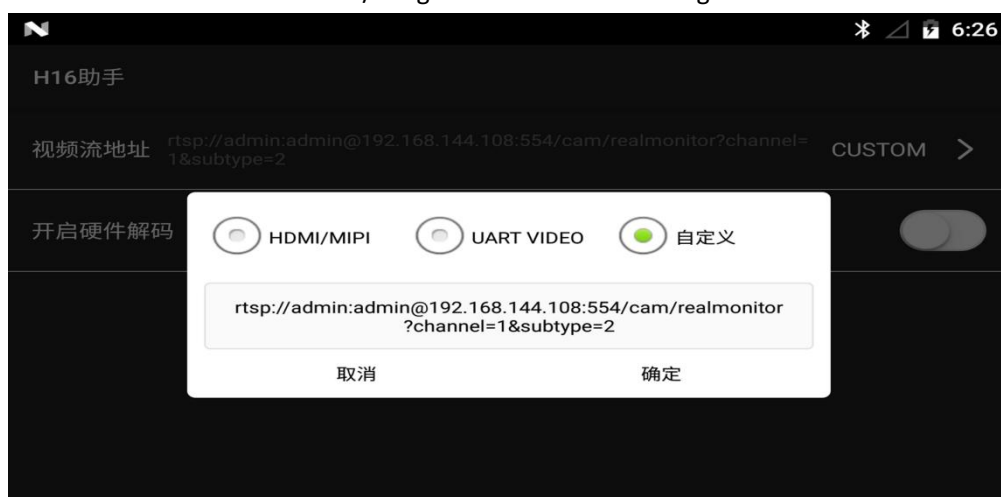 6:26
H16助手
视频流地址 rtsp://admin:admin@192.168.144.108:554/cam/realmonitor?channel=
1&subtype=2
CUSTOM >
开启硬件解码
HDMI/MIPI UART VIDEO 自定义
rtsp://admin:admin@192.168.144.108:554/cam/realmonitor
?channel=1&subtype=2
取消 确定